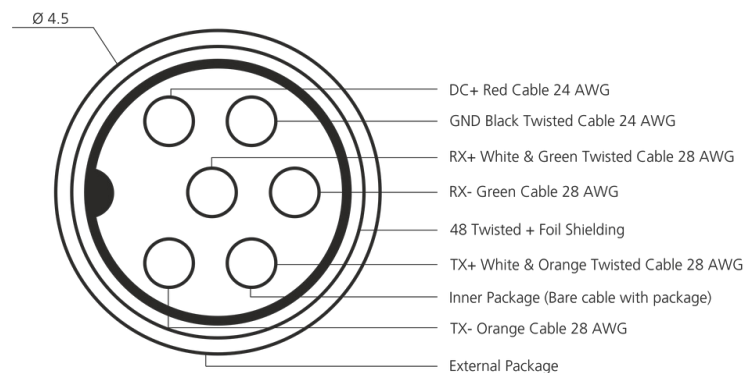 Ø 4.5
DC+ Red Cable 24 AWG
GND Black Twisted Cable 24 AWG
RX+ White & Green Twisted Cable 28 AWG
RX- Green Cable 28 AWG
48 Twisted + Foil Shielding
TX+ White & Orange Twisted Cable 28 AWG
Inner Package (Bare cable with package)
TX- Orange Cable 28 AWG
External Package